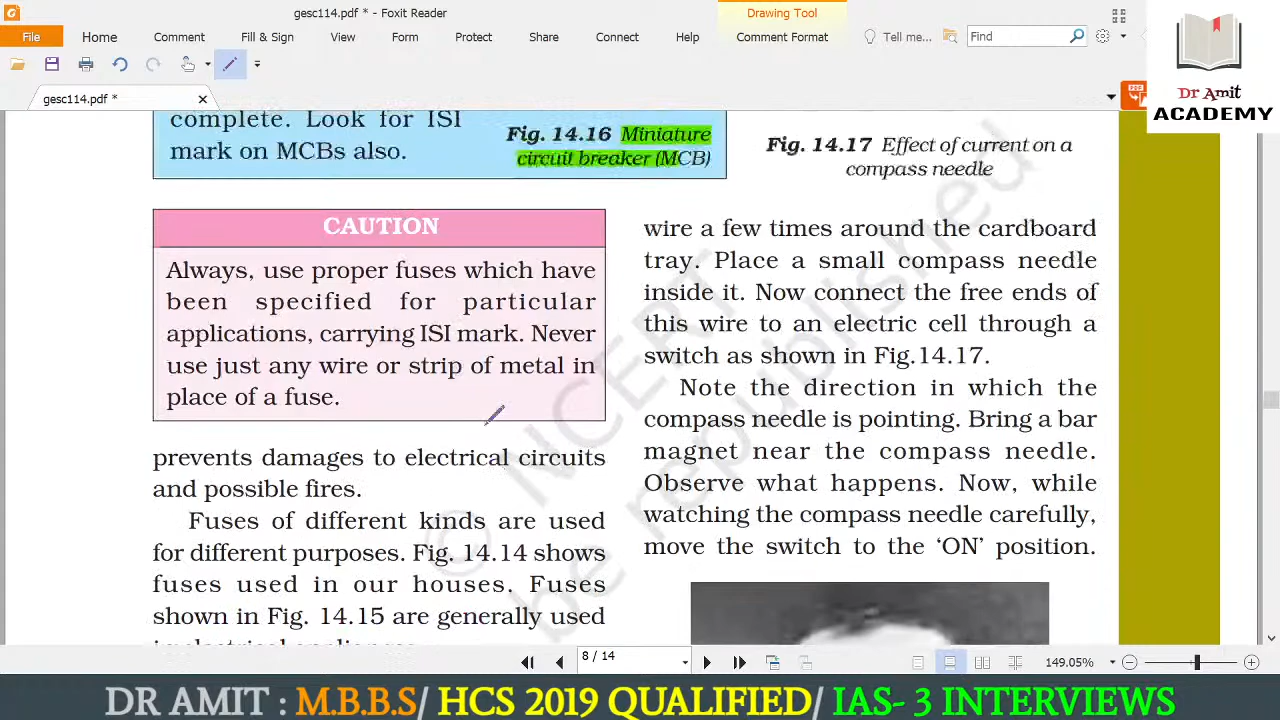 gesc114.pdf * - Foxit Reader
Drawing Tool
File
Home
Comment
Fill & Sign
View
Form
Protect
Share
Connect
Help
Comment Format
Tell me...
Find
gesc114.pdf *
Dr Amit
ACADEMY
complete. Look for ISI
mark on MCBs also.
Fig. 14.16 Miniature
circuit breaker (MCB)
Fig. 14.17 Effect of current on a
compass needle
CAUTION
Always, use proper fuses which have
been specified for particular
applications, carrying ISI mark. Never
use just any wire or strip of metal in
place of a fuse.
prevents damages to electrical circuits
and possible fires.
Fuses of different kinds are used
for different purposes. Fig. 14.14 shows
fuses used in our houses. Fuses
shown in Fig. 14.15 are generally used
in electrical appliances.
wire a few times around the cardboard
tray. Place a small compass needle
inside it. Now connect the free ends of
this wire to an electric cell through a
switch as shown in Fig.14.17.
Note the direction in which the
compass needle is pointing. Bring a bar
magnet near the compass needle.
Observe what happens. Now, while
watching the compass needle carefully,
move the switch to the ‘ON’ position.
© NCERT
be republished
8 / 14
149.05%
DR AMIT : M.B.B.S/ HCS 2019 QUALIFIED/ IAS- 3 INTERVIEWS